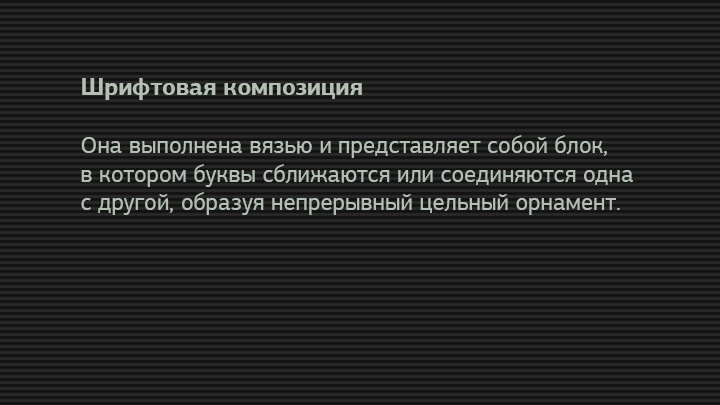 Шрифтовая композиция
Она выполнена вязью и представляет собой блок,
в котором буквы сближаются или соединяются одна
с другой, образуя непрерывный цельный орнамент.